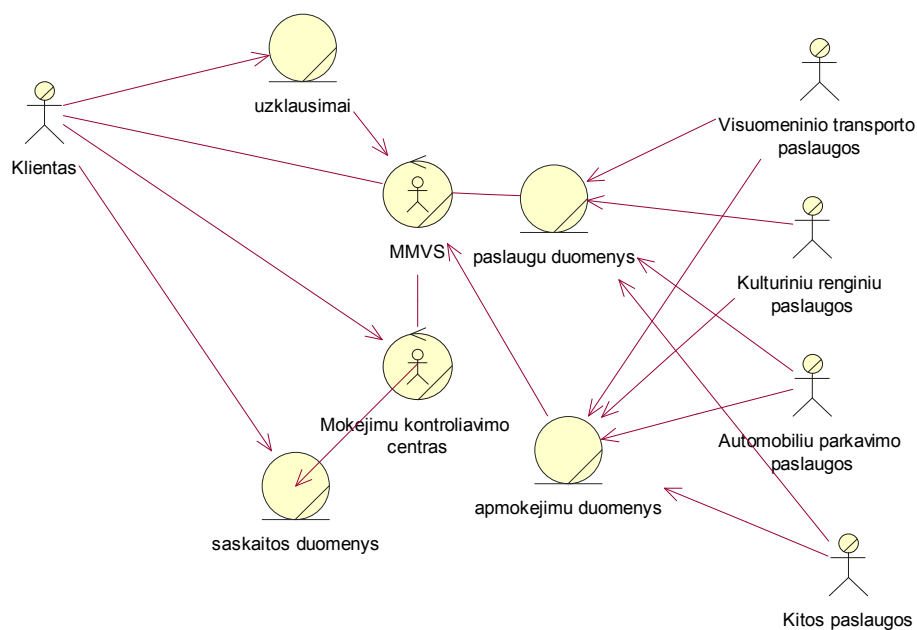 uzklausimai
Visuomeninio transporto
paslaugos
Klientas
MMVS
paslaugu duomenys
Kulturiniu renginiu
paslaugos
Mokejimu kontroliavimo
centras
Automobiliu parkavimo
paslaugos
apmokejimu duomenys
saskaitos duomenys
Kitos paslaugos